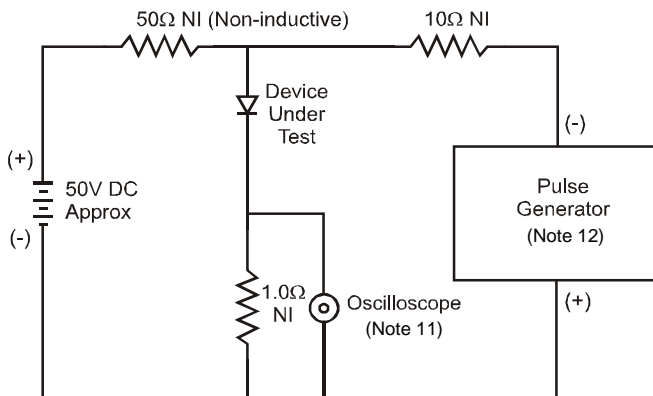 50Ω NI (Non-inductive)
10Ω NI
Device
Under
Test
(-)
(+)
50V DC
Approx
(-)
Pulse
Generator
(Note 12)
1.0Ω
NI
Oscilloscope
(Note 11)
(+)